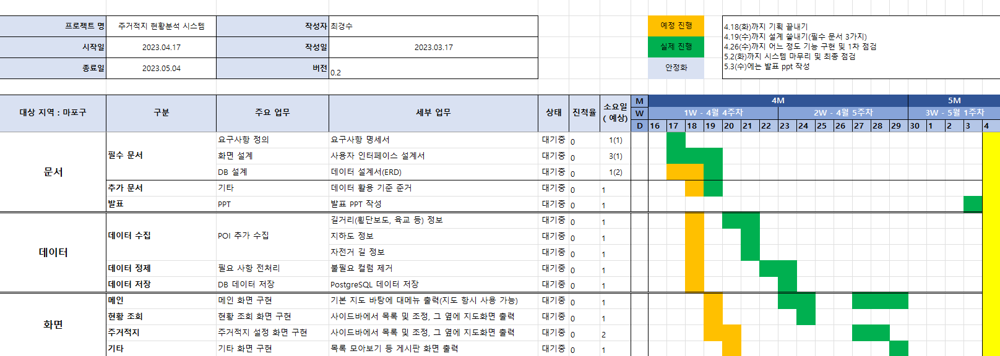 프로젝트 명 주거적지 현황분석 시스템 작성자 최경수
시작일 2023.04.17 작성일 2023.03.17
종료일 2023.05.04 버전 0.2
예정 진행
실제 진행
안정화
4.18(화)까지 기획 끝내기
4.19(수)까지 설계 끝내기(필수 문서 3가지)
4.26(수)까지 어느 정도 기능 구현 및 1차 점검
5.2(화)까지 시스템 마무리 및 최종 점검
5.3(수)에는 발표 ppt 작성
대상 지역 : 마포구 구분 주요 업무 세부 업무 상태 진척율 소요일
( 예상)
M 4M 5M
W 1W - 4월 4주차 2W - 4월 5주차 3W - 5월 1주차
D 16 17 18 19 20 21 22 23 24 25 26 27 28 29 30 1 2 3 4
문서
필수 문서 요구사항 정의 요구사항 명세서 대기중 0 1(1)
화면 설계 사용자 인터페이스 설계서 대기중 0 3(1)
DB 설계 데이터 설계서(ERD) 대기중 0 1(2)
추가 문서 기타 데이터 활용 기준 준거 대기중 0 1
발표 PPT 발표 PPT 작성 대기중 0 1
데이터
데이터 수집 POI 추가 수집 길거리(횡단보도, 육교 등) 정보 대기중 0 1
지하도 정보 대기중 0 1
자전거 길 정보 대기중 0 1
데이터 정제 필요 사항 전처리 불필요 컬럼 제거 대기중 0 1
데이터 저장 DB 데이터 저장 PostgreSQL 데이터 저장 대기중 0 1
화면
메인 메인 화면 구현 기본 지도 바탕에 대메뉴 출력(지도 항시 사용 가능) 대기중 0 1
현황 조회 현황 조회 화면 구현 사이드바에서 목록 및 조정, 그 옆에 지도화면 출력 대기중 0 1
주거적지 주거적지 설정 화면 구현 사이드바에서 목록 및 조정, 그 옆에 지도화면 출력 대기중 0 2
기타 기타 화면 구현 목록 모아보기 등 게시판 화면 출력 대기중 0 1